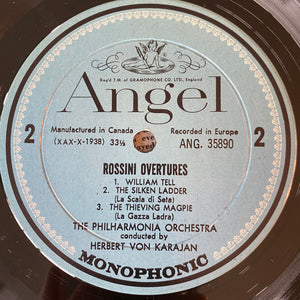 Reg'd T.M. of GRAMOPHONE CO. LTD., England
Angel
2 2
Manufactured in Canada Recorded in Europe
(XAX-X-1938) 33⅓ ANG. 35890
ROSSINI OVERTURES
1. WILLIAM TELL
2. THE SILKEN LADDER
(La Scala di Seta)
3. THE THIEVING MAGPIE
(La Gazza Ladra)
THE PHILHARMONIA ORCHESTRA
conducted by
HERBERT VON KARAJAN
MONOPHONIC